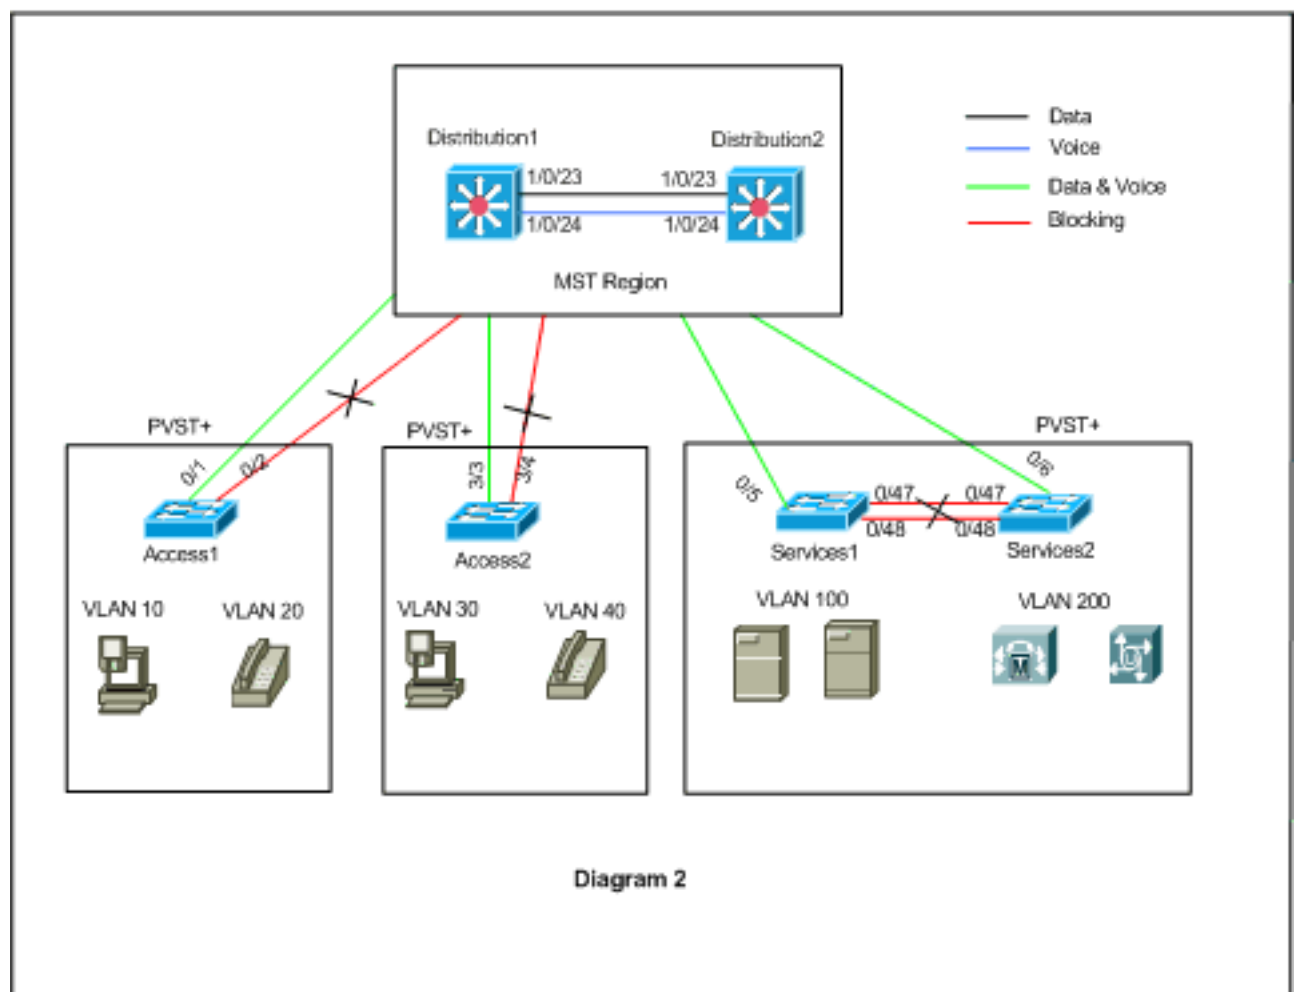 Data
Distribution1
Distribution2
Voice
1/0/23
1/0/23
Data & Voice
1/0/24
1/0/24
Blocking
MST Region
PVST+
PVST+
PVST+
0/1
0/2
3/3
3/4
0/5
0/6
0/47
0/47
0/48
0/48
Access1
Access2
Services1
Services2
VLAN 10
VLAN 20
VLAN 30
VLAN 40
VLAN 100
VLAN 200
M
U
Diagram 2